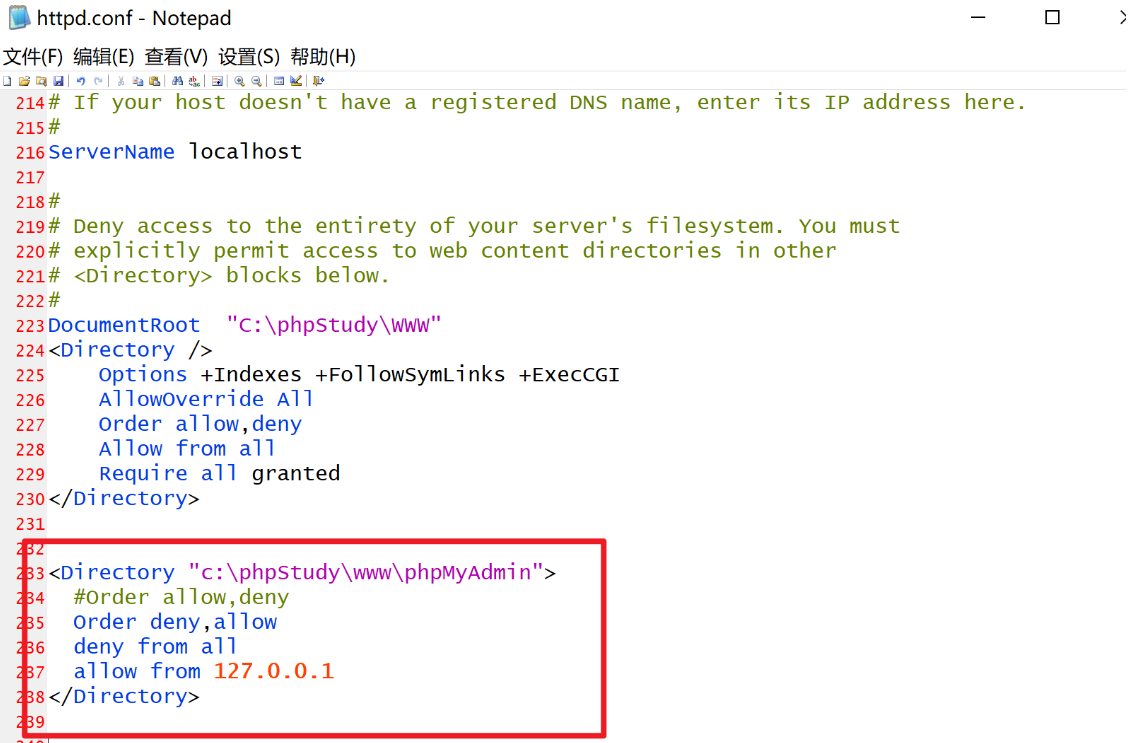 httpd.conf - Notepad
文件(F) 编辑(E) 查看(V) 设置(S) 帮助(H)
214 # If your host doesn't have a registered DNS name, enter its IP address here.
215 #
216 ServerName localhost
217
218 #
219 # Deny access to the entirety of your server's filesystem. You must
220 # explicitly permit access to web content directories in other
221 # <Directory> blocks below.
222 #
223 DocumentRoot  "C:\phpStudy\WWW"
224 <Directory />
225     Options +Indexes +FollowSymLinks +ExecCGI
226     AllowOverride All
227     Order allow,deny
228     Allow from all
229     Require all granted
230 </Directory>
231
232
233 <Directory "c:\phpStudy\www\phpMyAdmin">
234   #Order allow,deny
235   Order deny,allow
236   deny from all
237   allow from 127.0.0.1
238 </Directory>
239